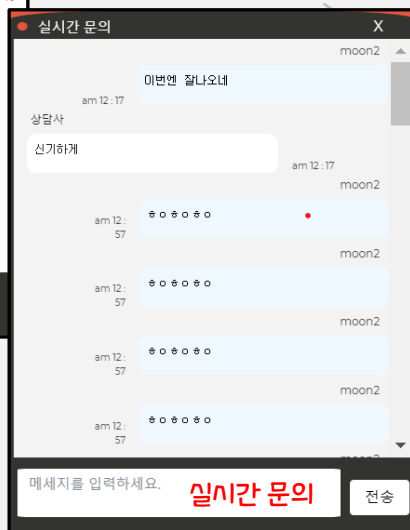 실시간 문의 X
moon2
이번엔 잘나오네
am 12 : 17
상담사
신기하게
am 12 : 17
moon2
ㅎㅇㅎㅇㅎㅇ
am 12 :
57
moon2
ㅎㅇㅎㅇㅎㅇ
am 12 :
57
moon2
ㅎㅇㅎㅇㅎㅇ
am 12 :
57
moon2
ㅎㅇㅎㅇㅎㅇ
am 12 :
57
메세지를 입력하세요.
실시간 문의
전송